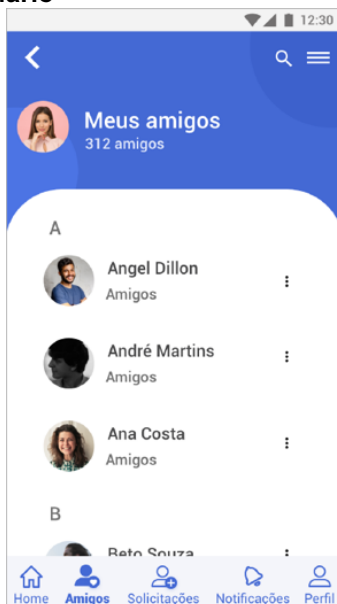 12:30
Meus amigos
312 amigos
A
Angel Dillon
Amigos
André Martins
Amigos
Ana Costa
Amigos
B
Beto Souza
Home Amigos Solicitações Notificações Perfil